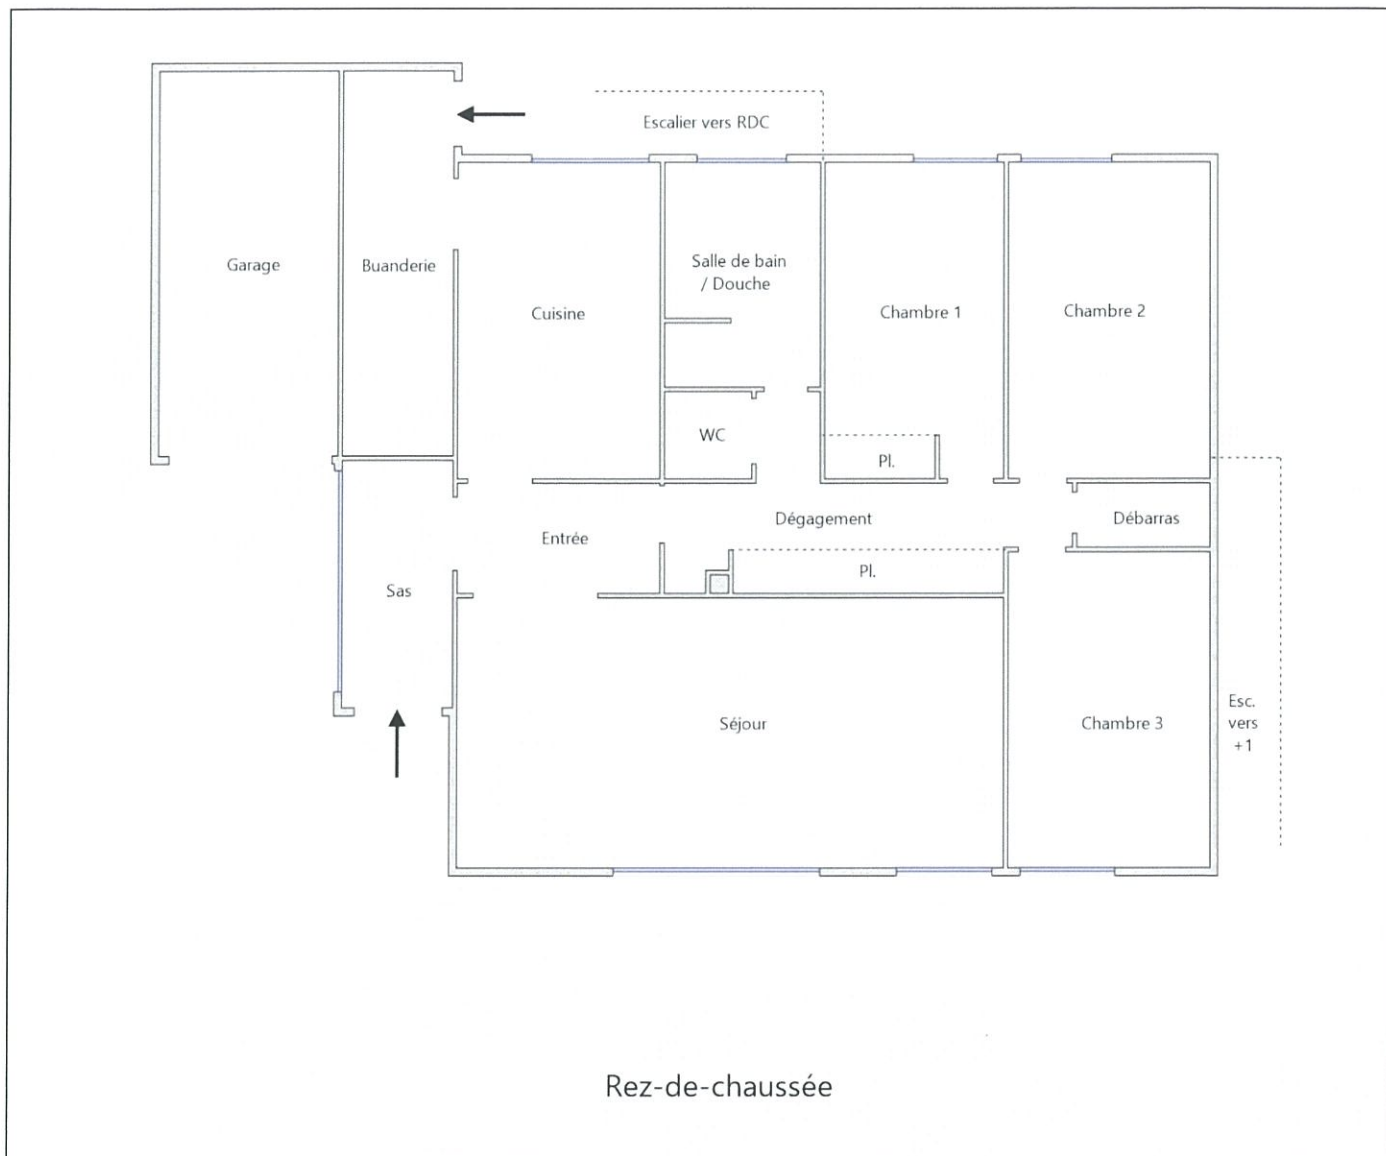 Escalier vers RDC
Garage
Buanderie
Cuisine
Salle de bain
/ Douche
Chambre 1
Chambre 2
WC
Pl.
Dégagement
Débarras
Entrée
Pl.
Sas
Séjour
Chambre 3
Esc.
vers
+1
Rez-de-chaussée